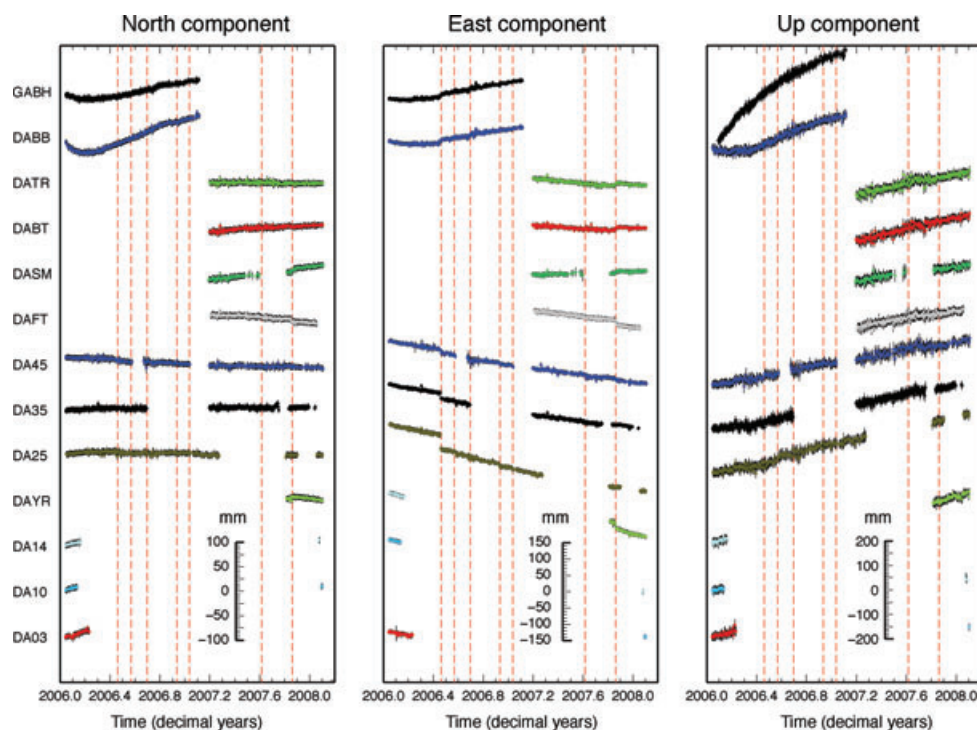 North component East component Up component
GABH
DABB
DATR
DABT
DASM
DAFT
DA45
DA35
DA25
DAYR
DA14
DA10
DA03
mm mm mm
100 150 200
50 100 100
0 50 0
−50 0 −100
−100 −50 −200
−100
−150
2006.0 2006.4 2006.8 2007.2 2007.6 2008.0 2006.0 2006.4 2006.8 2007.2 2007.6 2008.0 2006.0 2006.4 2006.8 2007.2 2007.6 2008.0
Time (decimal years) Time (decimal years) Time (decimal years)